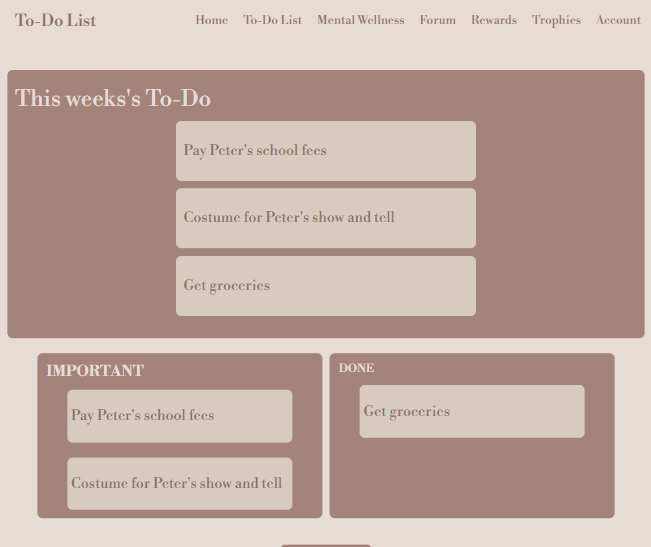 To-Do List
Home To-Do List Mental Wellness Forum Rewards Trophies Account
This weeks's To-Do
Pay Peter's school fees
Costume for Peter's show and tell
Get groceries
IMPORTANT
Pay Peter's school fees
Costume for Peter's show and tell
DONE
Get groceries